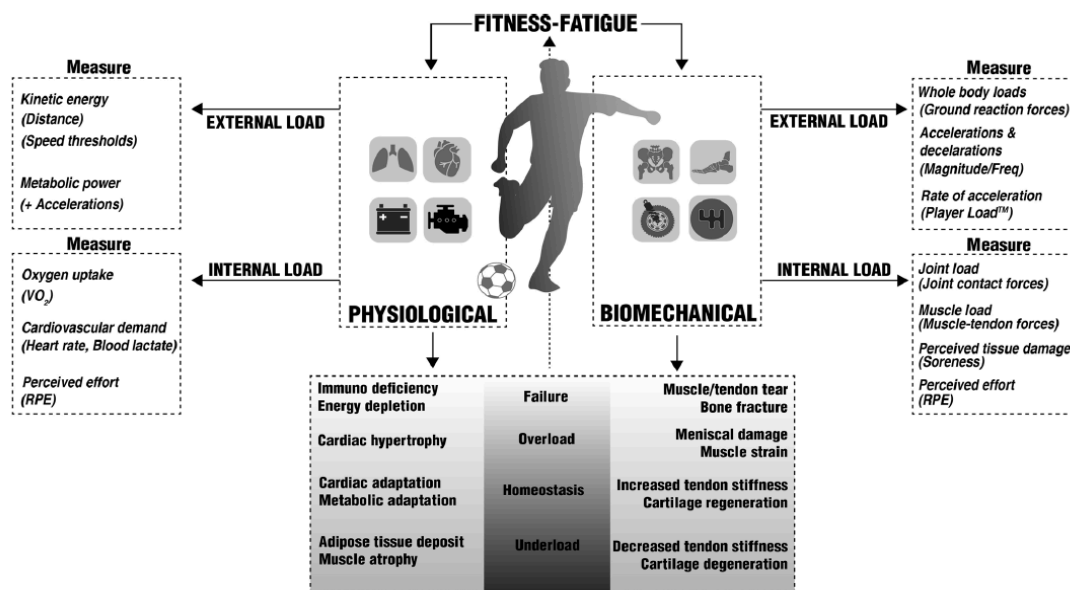 FITNESS-FATIGUE
Measure
Kinetic energy
(Distance)
(Speed thresholds)
Metabolic power
(+ Accelerations)
EXTERNAL LOAD
Measure
Oxygen uptake
(VO2)
Cardiovascular demand
(Heart rate, Blood lactate)
Perceived effort
(RPE)
INTERNAL LOAD
PHYSIOLOGICAL
BIOMECHANICAL
EXTERNAL LOAD
Measure
Whole body loads
(Ground reaction forces)
Accelerations &
decelarations
(Magnitude/Freq)
Rate of acceleration
(Player Load™)
INTERNAL LOAD
Measure
Joint load
(Joint contact forces)
Muscle load
(Muscle-tendon forces)
Perceived tissue damage
(Soreness)
Perceived effort
(RPE)
Immuno deficiency
Energy depletion
Failure
Muscle/tendon tear
Bone fracture
Cardiac hypertrophy
Overload
Meniscal damage
Muscle strain
Cardiac adaptation
Metabolic adaptation
Homeostasis
Increased tendon stiffness
Cartilage regeneration
Adipose tissue deposit
Muscle atrophy
Underload
Decreased tendon stiffness
Cartilage degeneration